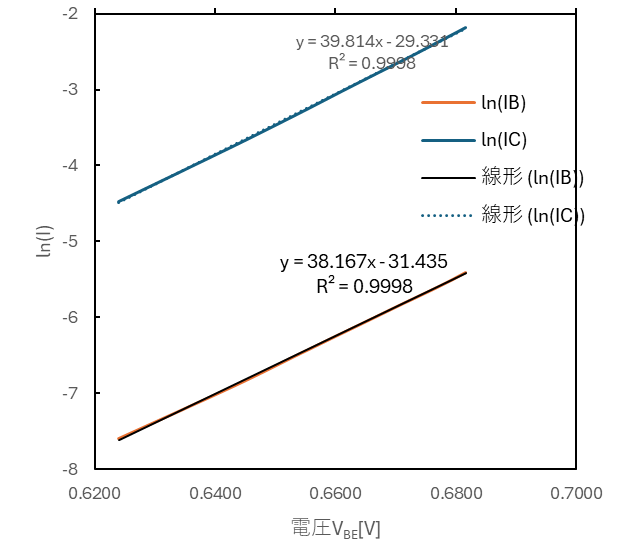 -2
y = 39.814x - 29.331
R² = 0.9998
-3
ln(IB)
ln(IC)
-4
線形 (ln(IB))
線形 (ln(IC))
-5
ln(I)
y = 38.167x - 31.435
R² = 0.9998
-6
-7
-8
0.6200 0.6400 0.6600 0.6800 0.7000
電圧V_BE[V]